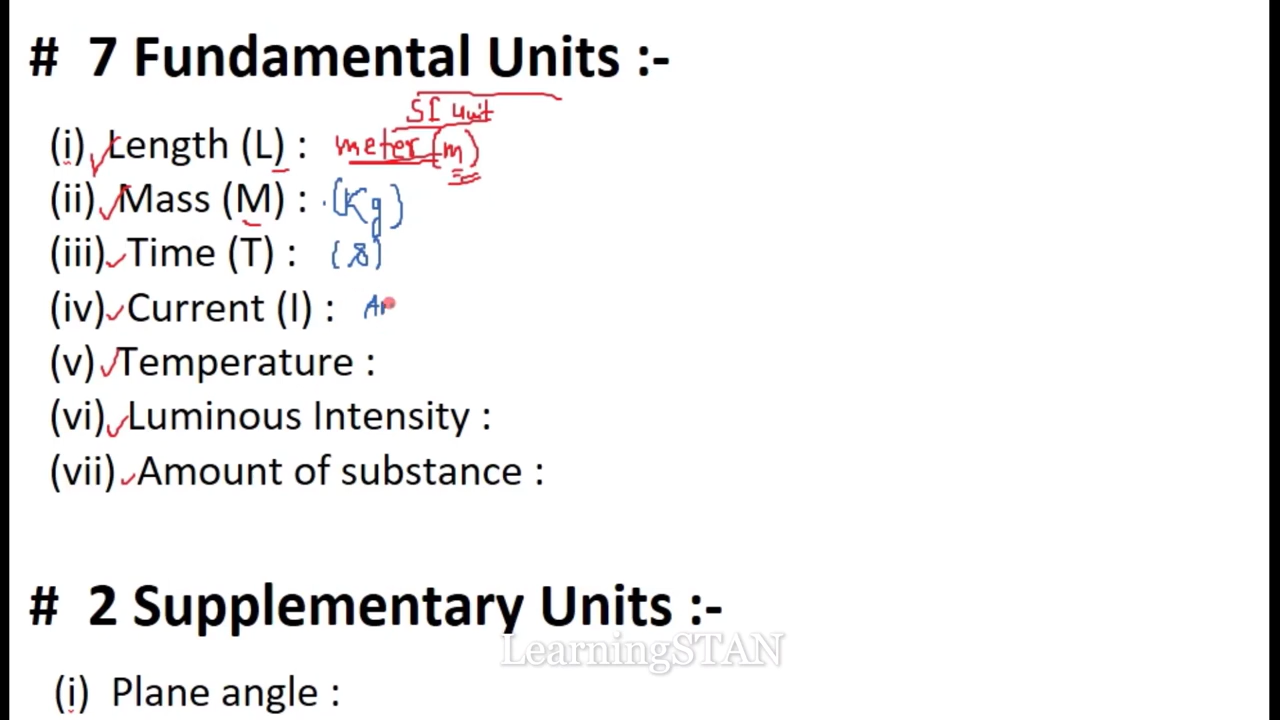 # 7 Fundamental Units :-
SI unit
(i) Length (L) : meter (m)
(ii) Mass (M) : (Kg)
(iii) Time (T) : (s)
(iv) Current (I) :
(v) Temperature :
(vi) Luminous Intensity :
(vii) Amount of substance :
# 2 Supplementary Units :-
LearningSTAN
(i) Plane angle :